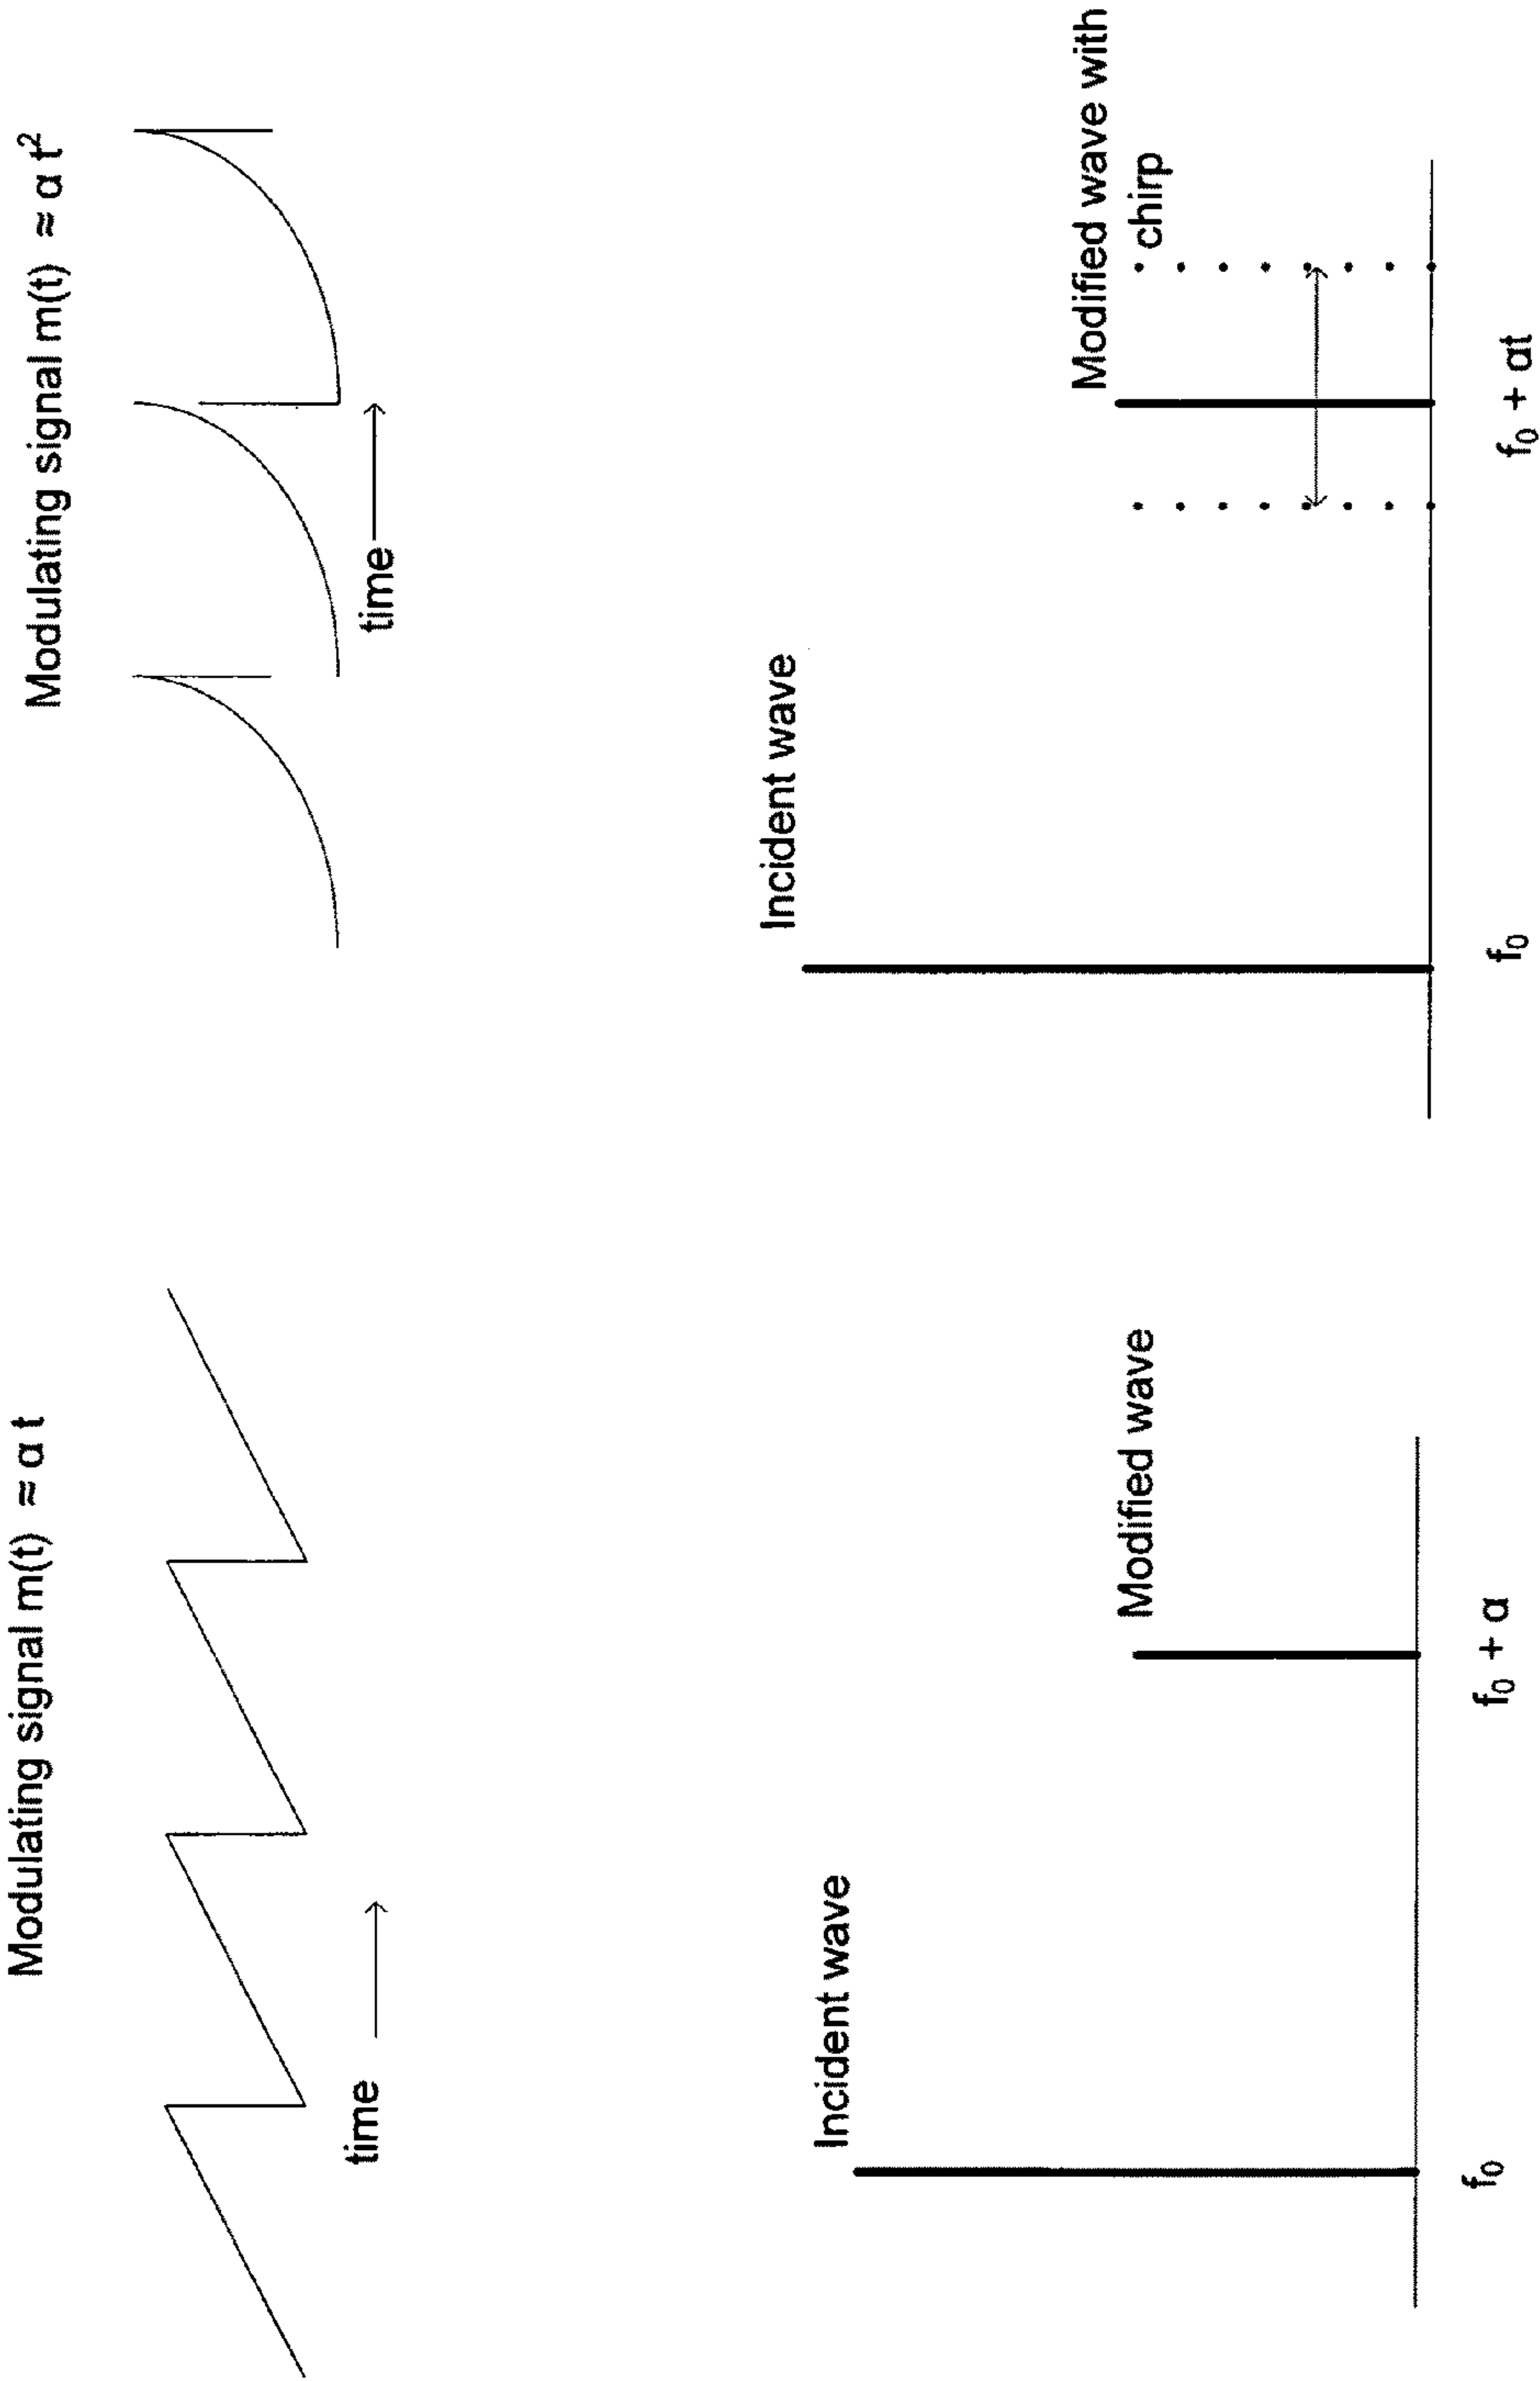 Modulating signal m(t) ≈ α t
time
Incident wave
Modified wave
f₀
f₀ + α
Modulating signal m(t) ≈ α t²
time
Incident wave
Modified wave with
chirp
f₀
f₀ + αt